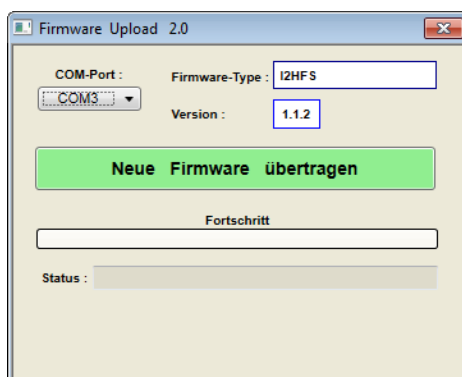 Firmware Upload 2.0
COM-Port :
Firmware-Type : I2HFS
COM3
Version : 1.1.2
Neue Firmware übertragen
Fortschritt
Status :